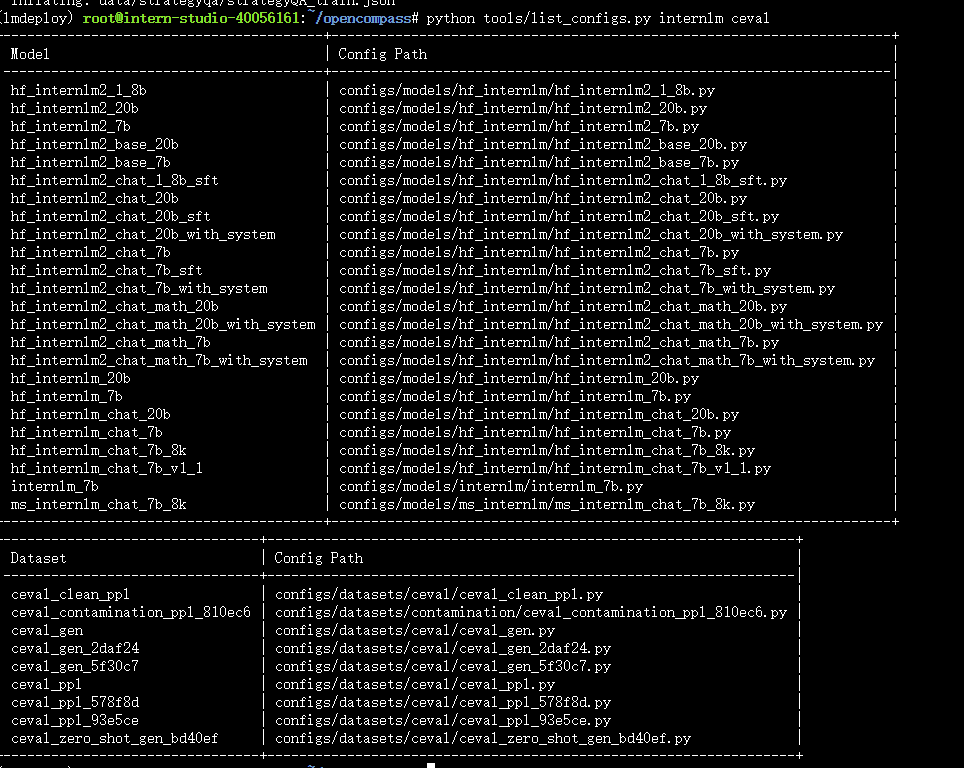 inflating: data/strategyqa/strategyQA_train.json
(lmdeploy) root@intern-studio-40056161:~/opencompass# python tools/list_configs.py internlm ceval
Model | Config Path
hf_internlm2_1_8b | configs/models/hf_internlm/hf_internlm2_1_8b.py
hf_internlm2_20b | configs/models/hf_internlm/hf_internlm2_20b.py
hf_internlm2_7b | configs/models/hf_internlm/hf_internlm2_7b.py
hf_internlm2_base_20b | configs/models/hf_internlm/hf_internlm2_base_20b.py
hf_internlm2_base_7b | configs/models/hf_internlm/hf_internlm2_base_7b.py
hf_internlm2_chat_1_8b_sft | configs/models/hf_internlm/hf_internlm2_chat_1_8b_sft.py
hf_internlm2_chat_20b | configs/models/hf_internlm/hf_internlm2_chat_20b.py
hf_internlm2_chat_20b_sft | configs/models/hf_internlm/hf_internlm2_chat_20b_sft.py
hf_internlm2_chat_20b_with_system | configs/models/hf_internlm/hf_internlm2_chat_20b_with_system.py
hf_internlm2_chat_7b | configs/models/hf_internlm/hf_internlm2_chat_7b.py
hf_internlm2_chat_7b_sft | configs/models/hf_internlm/hf_internlm2_chat_7b_sft.py
hf_internlm2_chat_7b_with_system | configs/models/hf_internlm/hf_internlm2_chat_7b_with_system.py
hf_internlm2_chat_math_20b | configs/models/hf_internlm/hf_internlm2_chat_math_20b.py
hf_internlm2_chat_math_20b_with_system | configs/models/hf_internlm/hf_internlm2_chat_math_20b_with_system.py
hf_internlm2_chat_math_7b | configs/models/hf_internlm/hf_internlm2_chat_math_7b.py
hf_internlm2_chat_math_7b_with_system | configs/models/hf_internlm/hf_internlm2_chat_math_7b_with_system.py
hf_internlm_20b | configs/models/hf_internlm/hf_internlm_20b.py
hf_internlm_7b | configs/models/hf_internlm/hf_internlm_7b.py
hf_internlm_chat_20b | configs/models/hf_internlm/hf_internlm_chat_20b.py
hf_internlm_chat_7b | configs/models/hf_internlm/hf_internlm_chat_7b.py
hf_internlm_chat_7b_8k | configs/models/hf_internlm/hf_internlm_chat_7b_8k.py
hf_internlm_chat_7b_v1_1 | configs/models/hf_internlm/hf_internlm_chat_7b_v1_1.py
internlm_7b | configs/models/internlm/internlm_7b.py
ms_internlm_chat_7b_8k | configs/models/ms_internlm/ms_internlm_chat_7b_8k.py
Dataset | Config Path
ceval_clean_ppl | configs/datasets/ceval/ceval_clean_ppl.py
ceval_contamination_ppl_810ec6 | configs/datasets/contamination/ceval_contamination_ppl_810ec6.py
ceval_gen | configs/datasets/ceval/ceval_gen.py
ceval_gen_2daf24 | configs/datasets/ceval/ceval_gen_2daf24.py
ceval_gen_5f30c7 | configs/datasets/ceval/ceval_gen_5f30c7.py
ceval_ppl | configs/datasets/ceval/ceval_ppl.py
ceval_ppl_578f8d | configs/datasets/ceval/ceval_ppl_578f8d.py
ceval_ppl_93e5ce | configs/datasets/ceval/ceval_ppl_93e5ce.py
ceval_zero_shot_gen_bd40ef | configs/datasets/ceval/ceval_zero_shot_gen_bd40ef.py